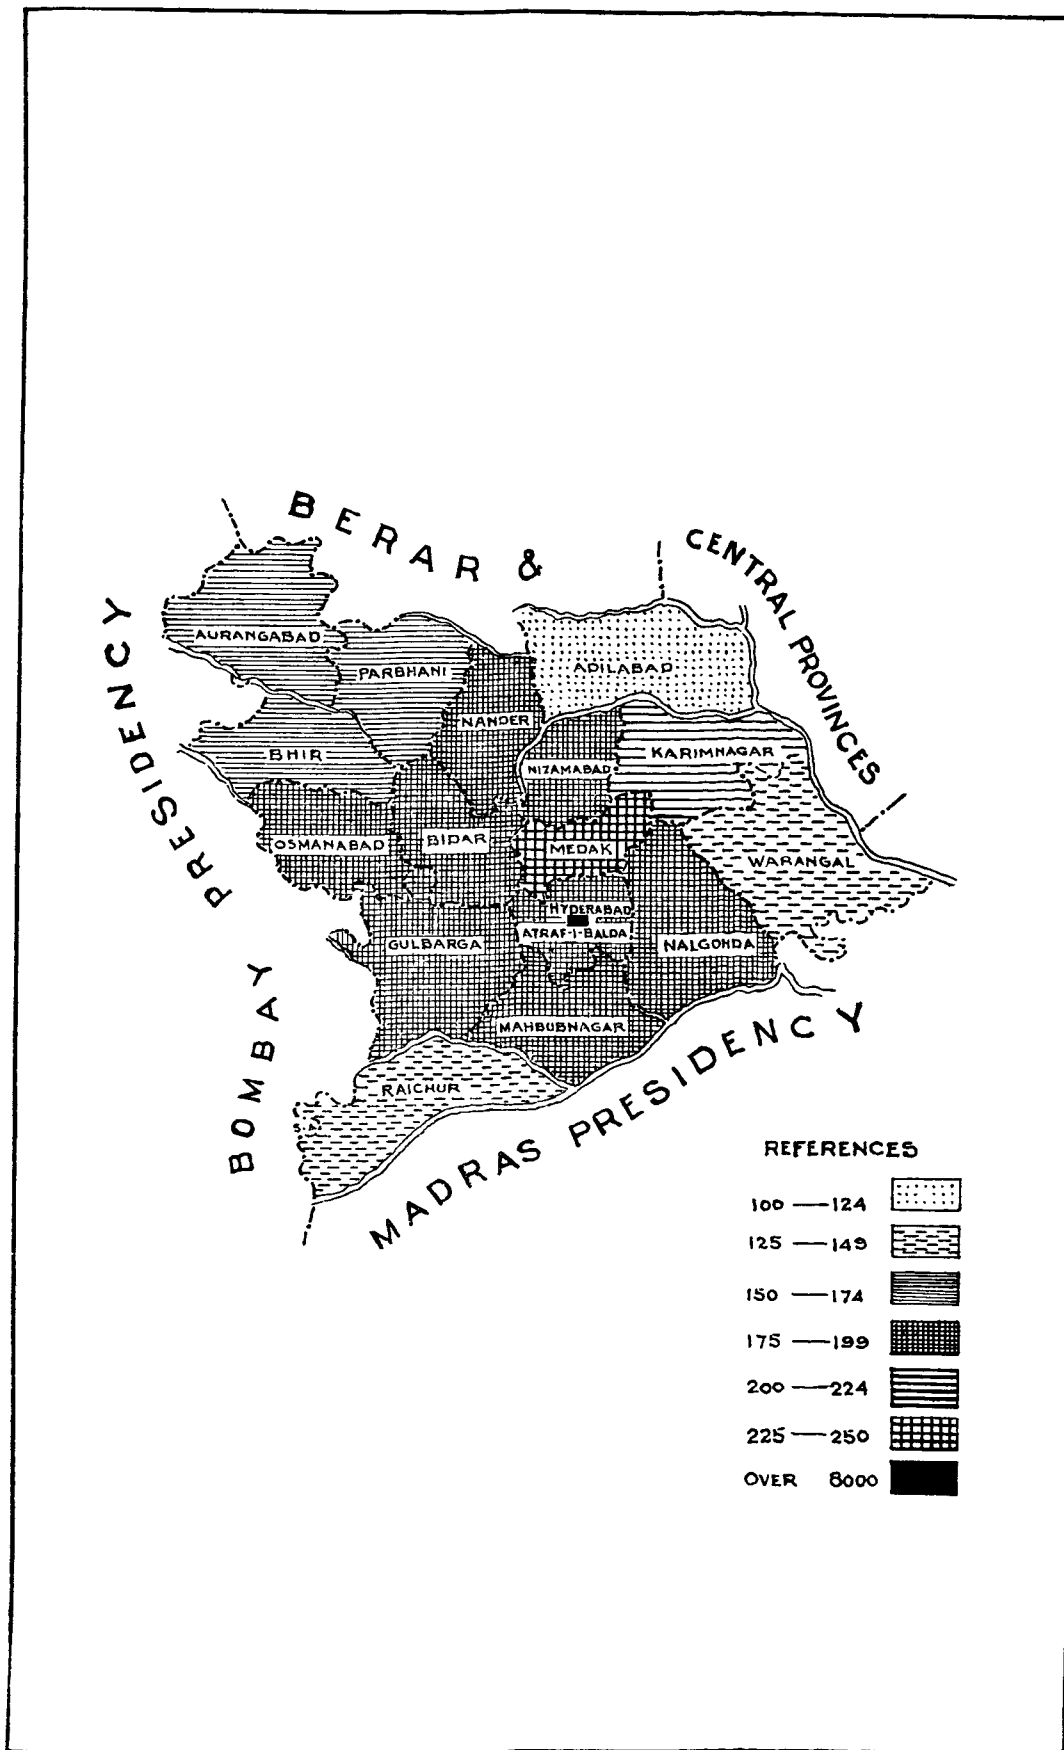 BERAR &
CENTRAL PROVINCES
BOMBAY PRESIDENCY
AURANGABAD
PARBHANI
ADILABAD
NANDER
BHIR
KARIMNAGAR
NIZAMABAD
OSMANABAD
BIDAR
MEDAK
WARANGAL
HYDERABAD
ATRAF-I-BALDA
GULBARGA
NALGONDA
MAHBUBNAGAR
RAICHUR
MADRAS PRESIDENCY
REFERENCES
100 — 124
125 — 149
150 — 174
175 — 199
200 — 224
225 — 250
OVER 8000